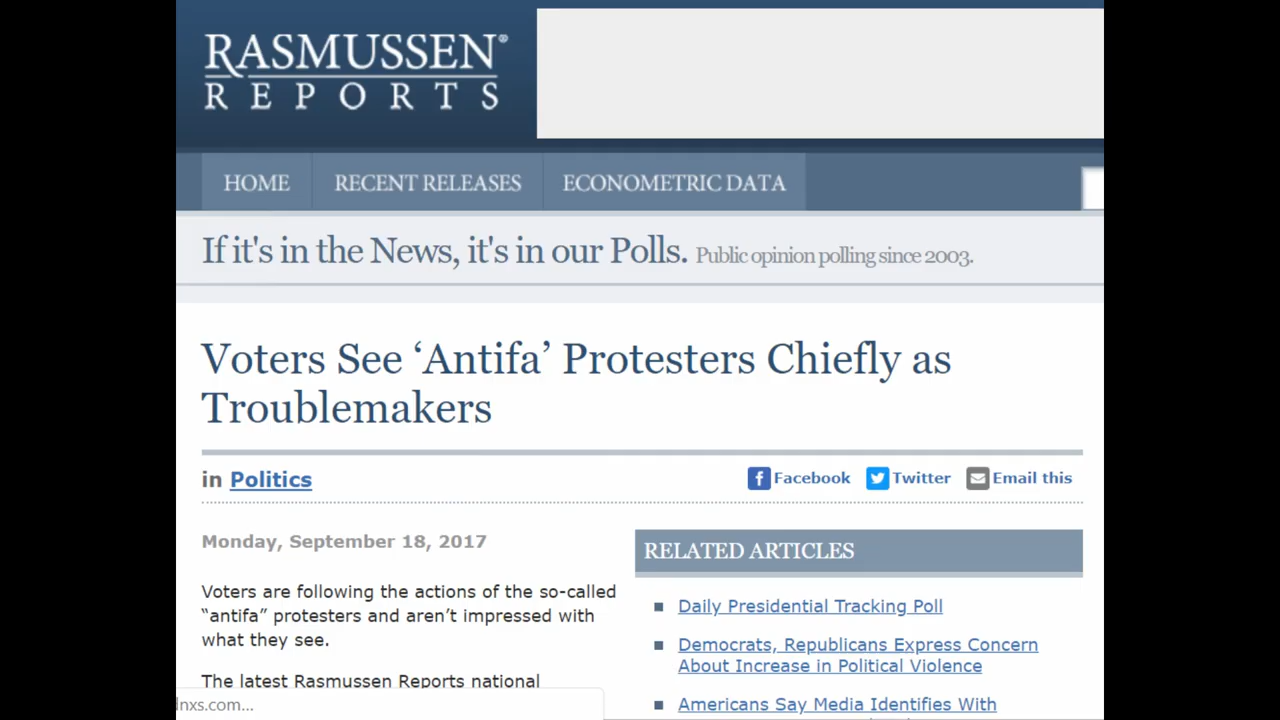 RASMUSSEN®
REPORTS
HOME
RECENT RELEASES
ECONOMETRIC DATA
If it's in the News, it's in our Polls. Public opinion polling since 2003.
Voters See ‘Antifa’ Protesters Chiefly as
Troublemakers
in Politics
Facebook
Twitter
Email this
Monday, September 18, 2017
Voters are following the actions of the so-called
“antifa” protesters and aren’t impressed with
what they see.
The latest Rasmussen Reports national
RELATED ARTICLES
Daily Presidential Tracking Poll
Democrats, Republicans Express Concern
About Increase in Political Violence
Americans Say Media Identifies With
dnxs.com...